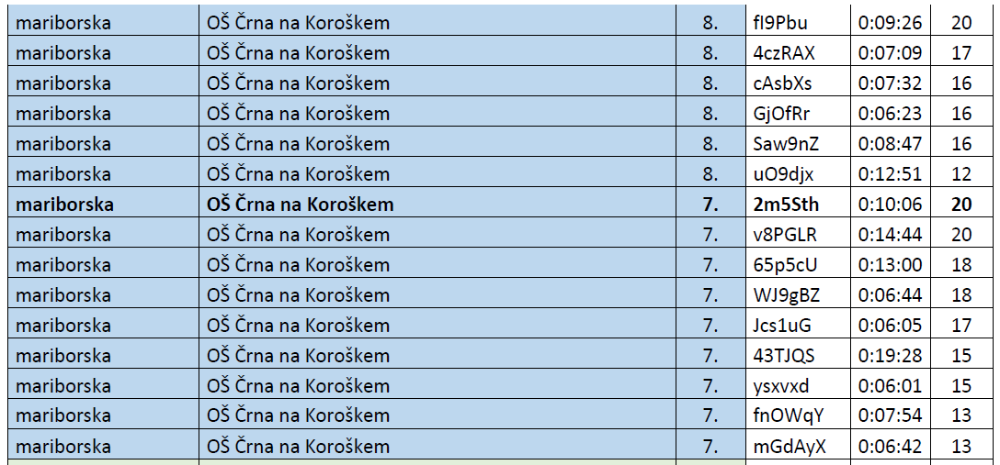 mariborska OŠ Črna na Koroškem 8. fI9Pbu 0:09:26 20
mariborska OŠ Črna na Koroškem 8. 4czRAX 0:07:09 17
mariborska OŠ Črna na Koroškem 8. cAsbXs 0:07:32 16
mariborska OŠ Črna na Koroškem 8. GjOfRr 0:06:23 16
mariborska OŠ Črna na Koroškem 8. Saw9nZ 0:08:47 16
mariborska OŠ Črna na Koroškem 8. uO9djx 0:12:51 12
mariborska OŠ Črna na Koroškem 7. 2m5Sth 0:10:06 20
mariborska OŠ Črna na Koroškem 7. v8PGLR 0:14:44 20
mariborska OŠ Črna na Koroškem 7. 65p5cU 0:13:00 18
mariborska OŠ Črna na Koroškem 7. WJ9gBZ 0:06:44 18
mariborska OŠ Črna na Koroškem 7. Jcs1uG 0:06:05 17
mariborska OŠ Črna na Koroškem 7. 43TJQS 0:19:28 15
mariborska OŠ Črna na Koroškem 7. ysxvxd 0:06:01 15
mariborska OŠ Črna na Koroškem 7. fnOWqY 0:07:54 13
mariborska OŠ Črna na Koroškem 7. mGdAyX 0:06:42 13